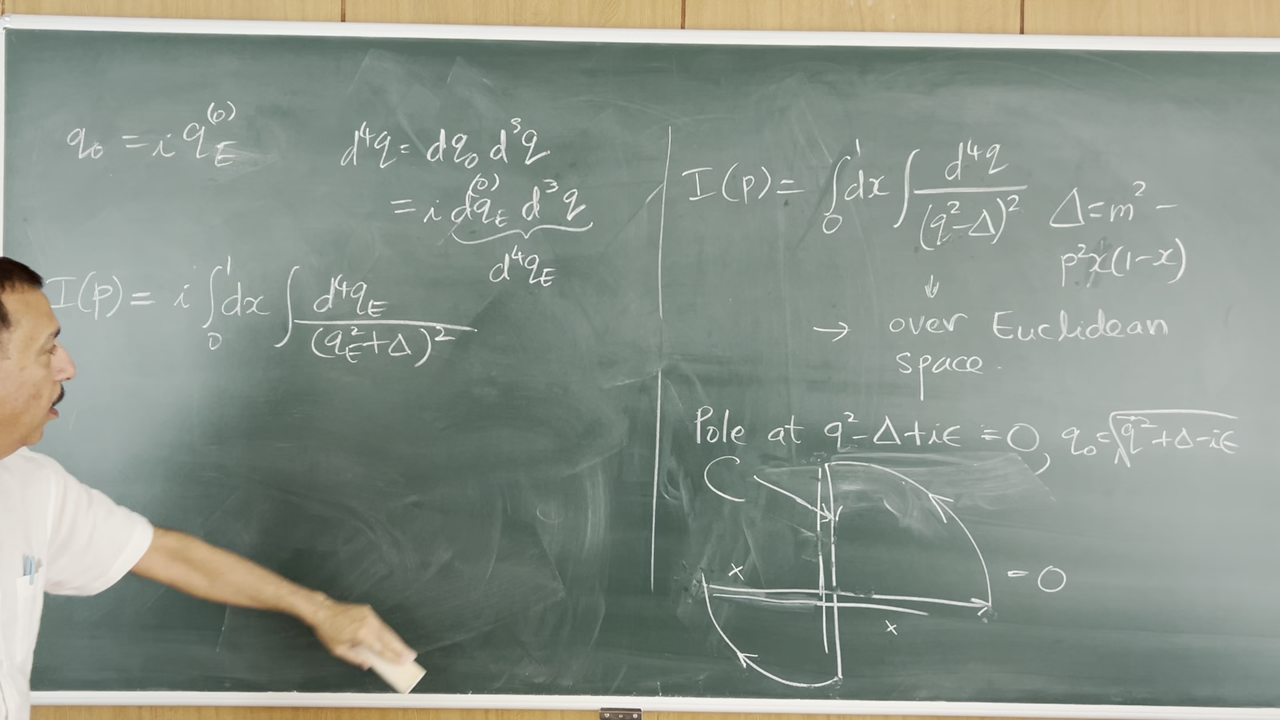 q₀ = i q_E^(0)
d⁴q = dq₀ d³q
= i dq_E^(0) d³q
d⁴q_E
I(p) = i ∫₀¹ dx ∫ d⁴q_E / (q_E² + Δ)²
I(p) = ∫₀¹ dx ∫ d⁴q / (q² - Δ)² Δ = m² -
p²x(1-x)
↓
→ over Euclidean
space.
Pole at q² - Δ + iϵ = 0, q₀ = √(q⃗² + Δ - iϵ)
C
x
= 0
x